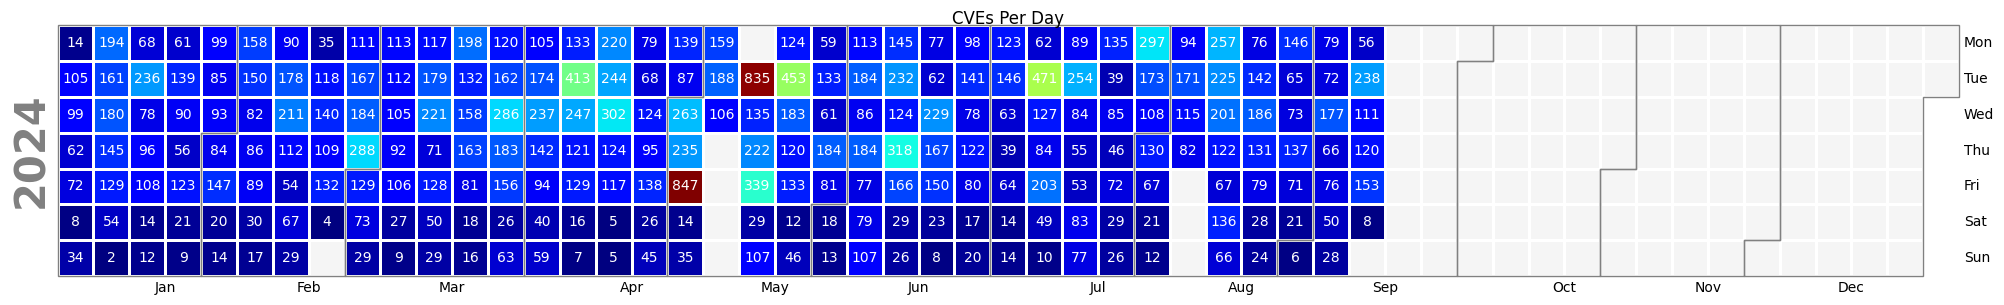 CVEs Per Day
2024
14 194 68 61 99 158 90 35 111 113 117 198 120 105 133 220 79 139 159 124 59 113 145 77 98 123 62 89 135 297 94 257 76 146 79 56 Mon
105 161 236 139 85 150 178 118 167 112 179 132 162 174 413 244 68 87 188 835 453 133 184 232 62 141 146 471 254 39 173 171 225 142 65 72 238 Tue
99 180 78 90 93 82 211 140 184 105 221 158 286 237 247 302 124 263 106 135 183 61 86 124 229 78 63 127 84 85 108 115 201 186 73 177 111 Wed
62 145 96 56 84 86 112 109 288 92 71 163 183 142 121 124 95 235 222 120 184 184 318 167 122 39 84 55 46 130 82 122 131 137 66 120 Thu
72 129 108 123 147 89 54 132 129 106 128 81 156 94 129 117 138 847 339 133 81 77 166 150 80 64 203 53 72 67 67 79 71 76 153 Fri
8 54 14 21 20 30 67 4 73 27 50 18 26 40 16 5 26 14 29 12 18 79 29 23 17 14 49 83 29 21 136 28 21 50 8 Sat
34 2 12 9 14 17 29 29 9 29 16 63 59 7 5 45 35 107 46 13 107 26 8 20 14 10 77 26 12 66 24 6 28 Sun
Jan Feb Mar Apr May Jun Jul Aug Sep Oct Nov Dec